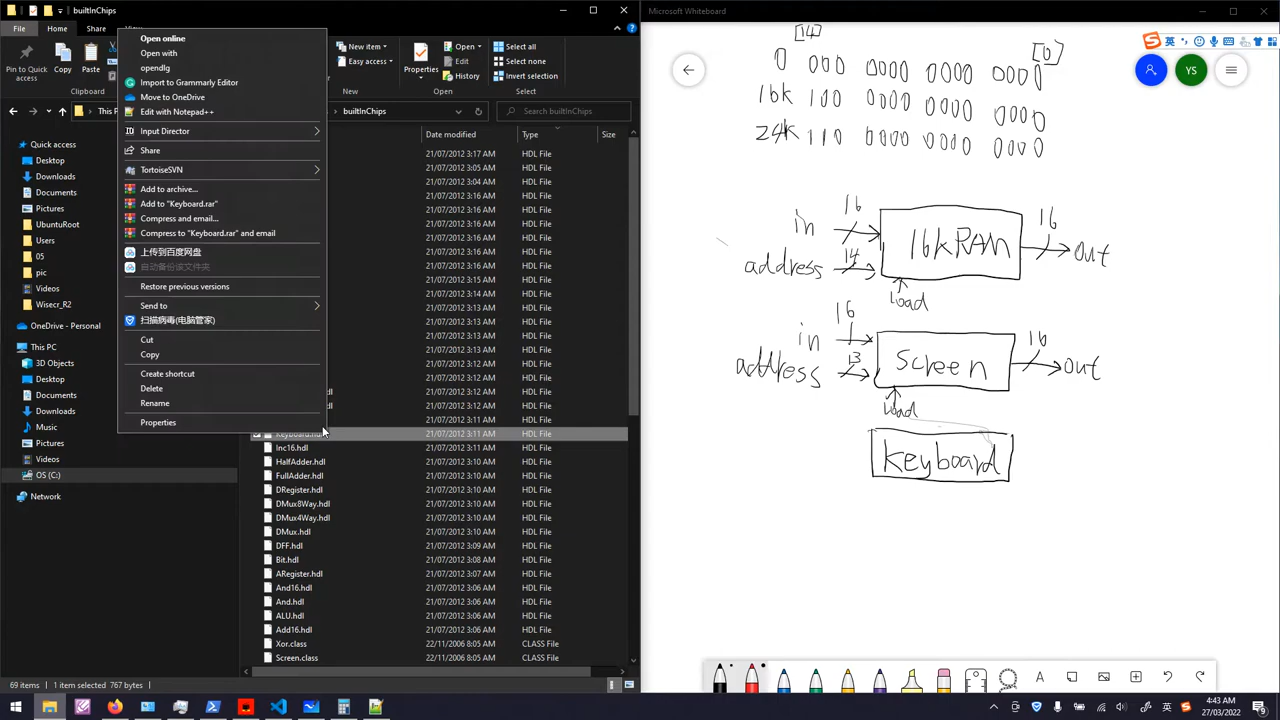 builtInChips
File
Home
Share
Pin to Quick access
Copy
Paste
Clipboard
New item
Easy access
New
Properties
Open
Edit
History
Open
Select all
Select none
Invert selection
Select
builtInChips
Search builtInChips
Date modified
Type
Size
Quick access
Desktop
Downloads
Documents
Pictures
UbuntuRoot
Users
05
pic
Videos
Wisecr_R2
OneDrive - Personal
This PC
3D Objects
Desktop
Documents
Downloads
Music
Pictures
Videos
OS (C:)
Network
Open online
Open with
opendlg
Import to Grammarly Editor
Move to OneDrive
Edit with Notepad++
Input Director
Share
TortoiseSVN
Add to archive...
Add to "Keyboard.rar"
Compress and email...
Compress to "Keyboard.rar" and email
上传到百度网盘
自动备份该文件夹
Restore previous versions
Send to
扫描病毒(电脑管家)
Cut
Copy
Create shortcut
Delete
Rename
Properties
21/07/2012 3:17 AM HDL File
21/07/2012 3:05 AM HDL File
21/07/2012 3:04 AM HDL File
21/07/2012 3:16 AM HDL File
21/07/2012 3:16 AM HDL File
21/07/2012 3:16 AM HDL File
21/07/2012 3:16 AM HDL File
21/07/2012 3:16 AM HDL File
21/07/2012 3:16 AM HDL File
21/07/2012 3:15 AM HDL File
21/07/2012 3:14 AM HDL File
21/07/2012 3:13 AM HDL File
21/07/2012 3:13 AM HDL File
21/07/2012 3:13 AM HDL File
21/07/2012 3:13 AM HDL File
21/07/2012 3:12 AM HDL File
21/07/2012 3:12 AM HDL File
21/07/2012 3:12 AM HDL File
21/07/2012 3:12 AM HDL File
21/07/2012 3:11 AM HDL File
Keyboard.hdl 21/07/2012 3:11 AM HDL File
Inc16.hdl 21/07/2012 3:11 AM HDL File
HalfAdder.hdl 21/07/2012 3:10 AM HDL File
FullAdder.hdl 21/07/2012 3:10 AM HDL File
DRegister.hdl 21/07/2012 3:10 AM HDL File
DMux8Way.hdl 21/07/2012 3:10 AM HDL File
DMux4Way.hdl 21/07/2012 3:10 AM HDL File
DMux.hdl 21/07/2012 3:10 AM HDL File
DFF.hdl 21/07/2012 3:09 AM HDL File
Bit.hdl 21/07/2012 3:08 AM HDL File
ARegister.hdl 21/07/2012 3:07 AM HDL File
And16.hdl 21/07/2012 3:06 AM HDL File
And.hdl 21/07/2012 3:06 AM HDL File
ALU.hdl 21/07/2012 3:06 AM HDL File
Add16.hdl 21/07/2012 3:06 AM HDL File
Xor.class 22/11/2006 8:05 AM CLASS File
Screen.class 22/11/2006 8:05 AM CLASS File
69 items 1 item selected 767 bytes
Microsoft Whiteboard
英
YS
[14] [0]
0 000 0000 0000 0000
16k 100 0000 0000 0000
24k 110 0000 0000 0000
in 16 16kRAM 16 out
address 14
load
in 16 screen 16 out
address 13
load
keyboard
英
4:43 AM
27/03/2022